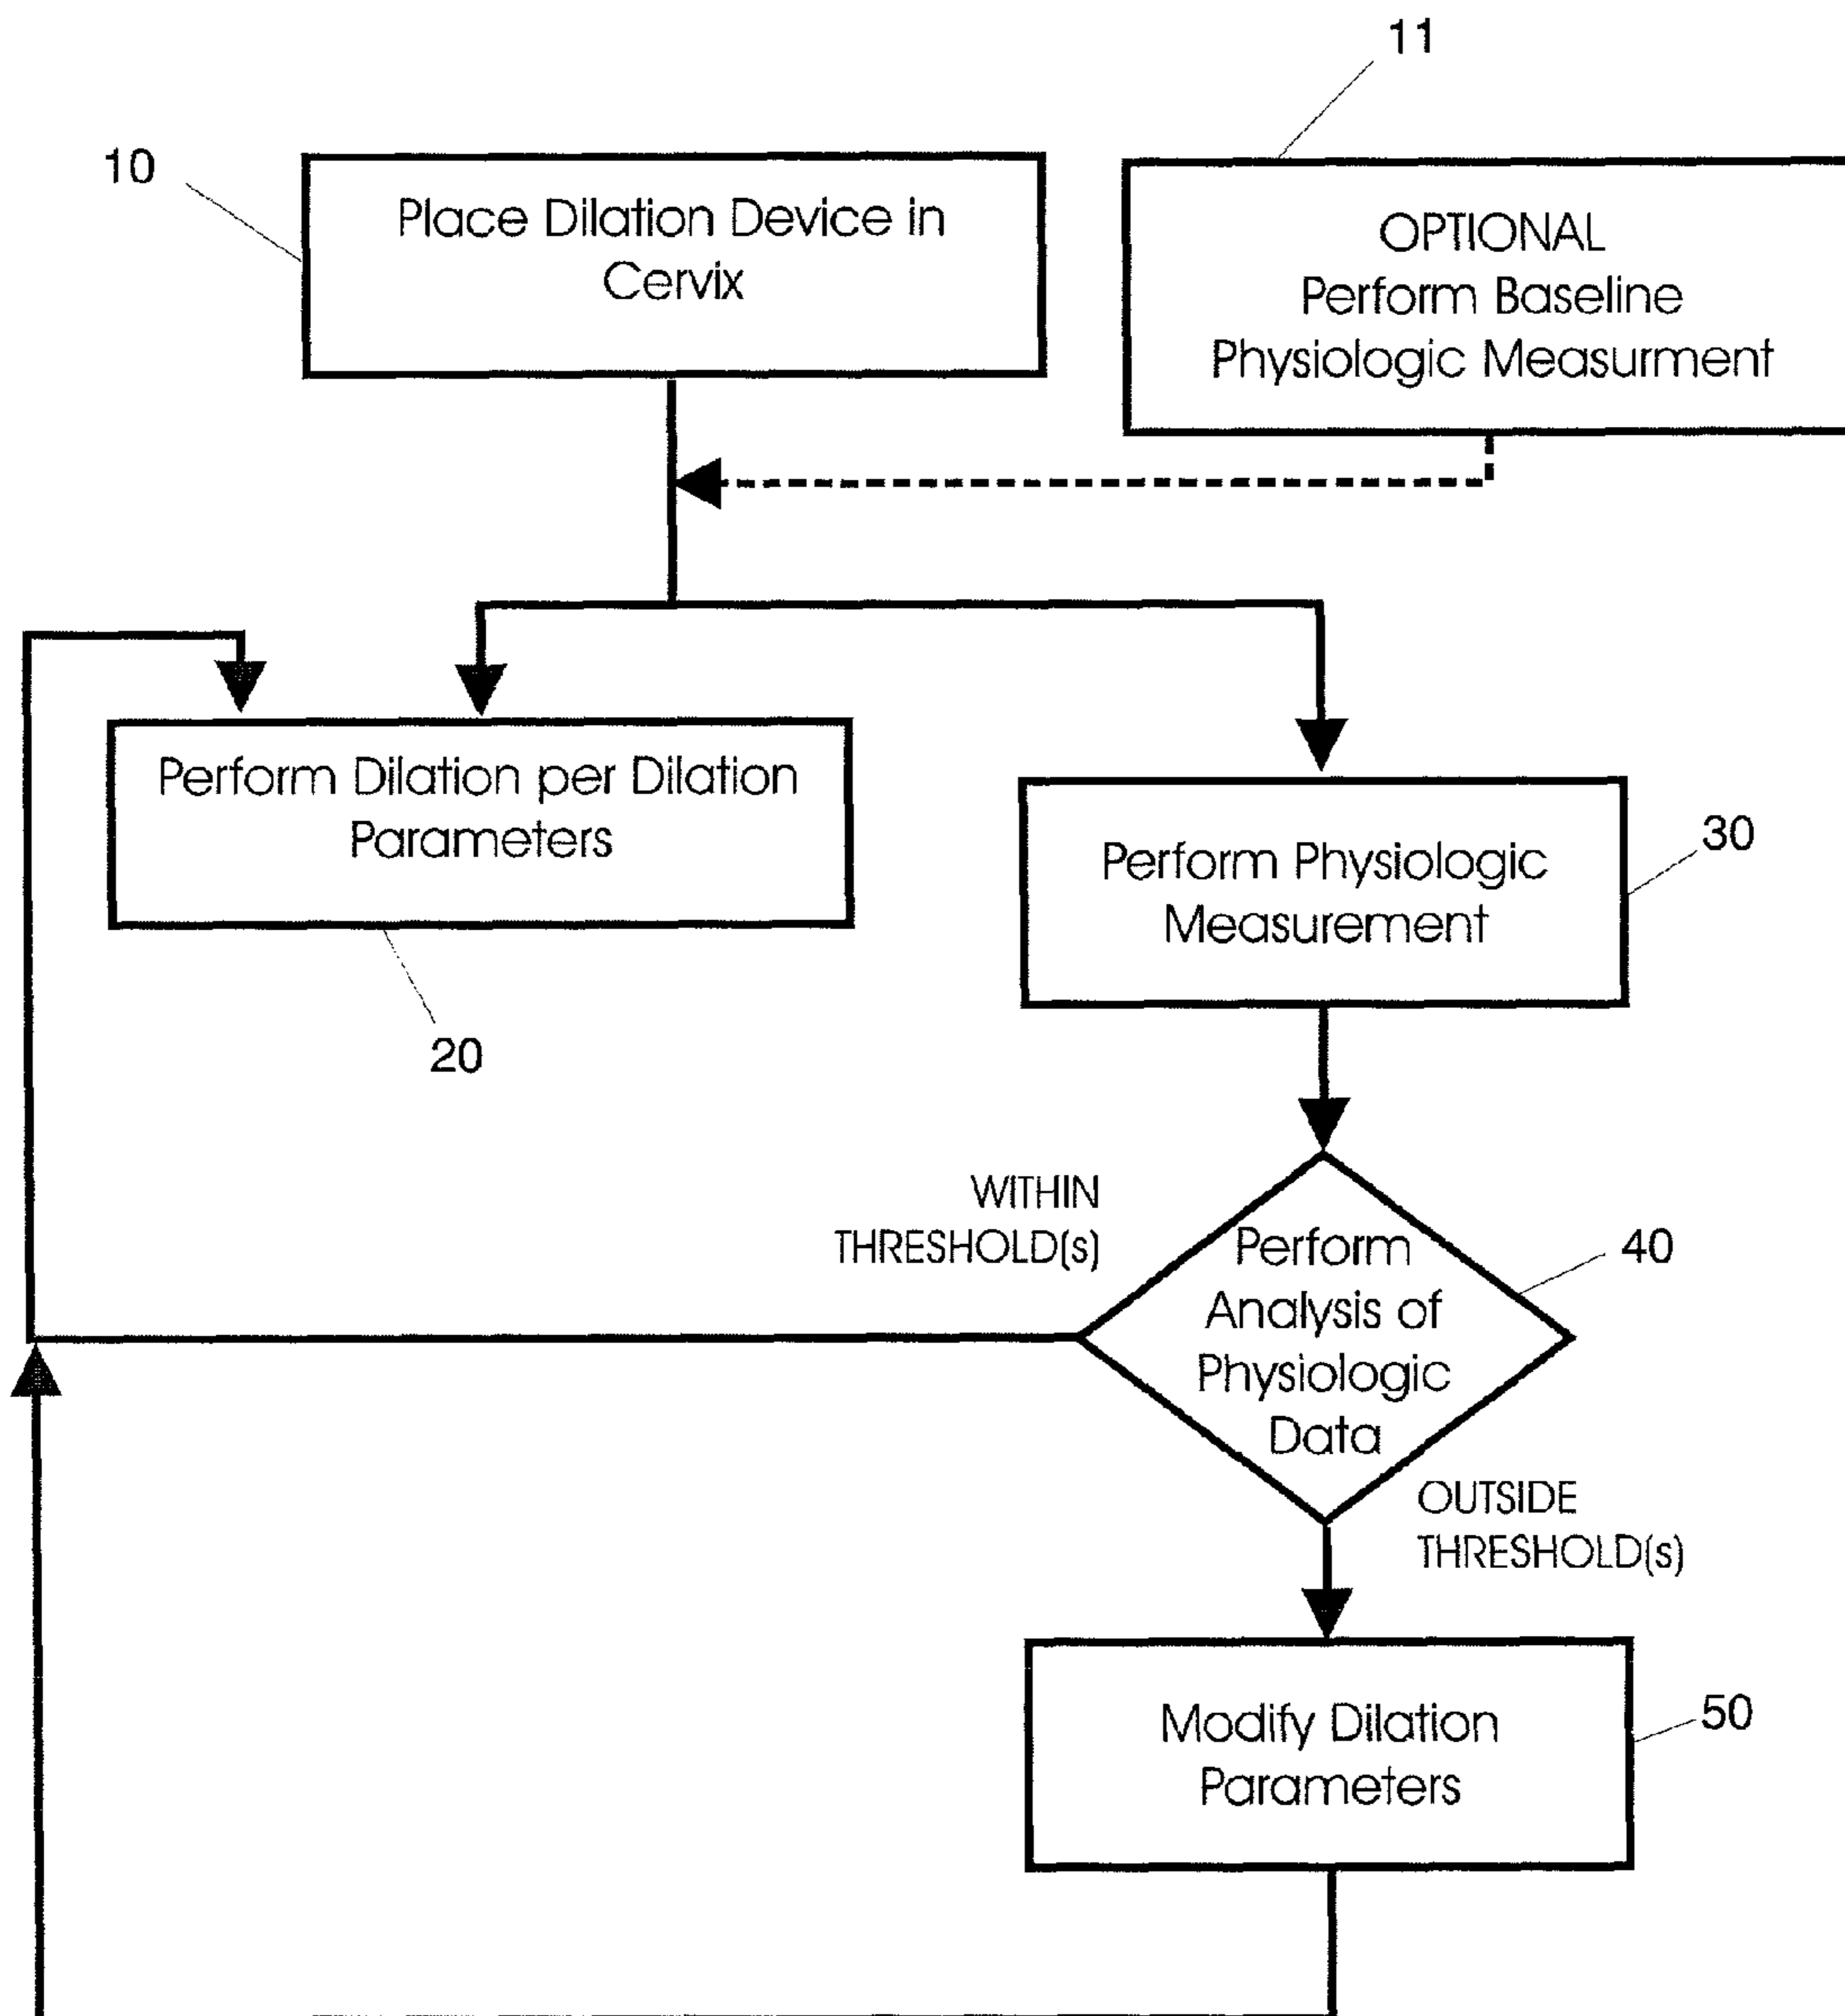 11
10
Place Dilation Device in
Cervix
OPTIONAL
Perform Baseline
Physiologic Measurment
Perform Dilation per Dilation
Parameters
20
Perform Physiologic
Measurement
30
WITHIN
THRESHOLD(s)
Perform
Analysis of
Physiologic
Data
40
OUTSIDE
THRESHOLD(s)
Modify Dilation
Parameters
50